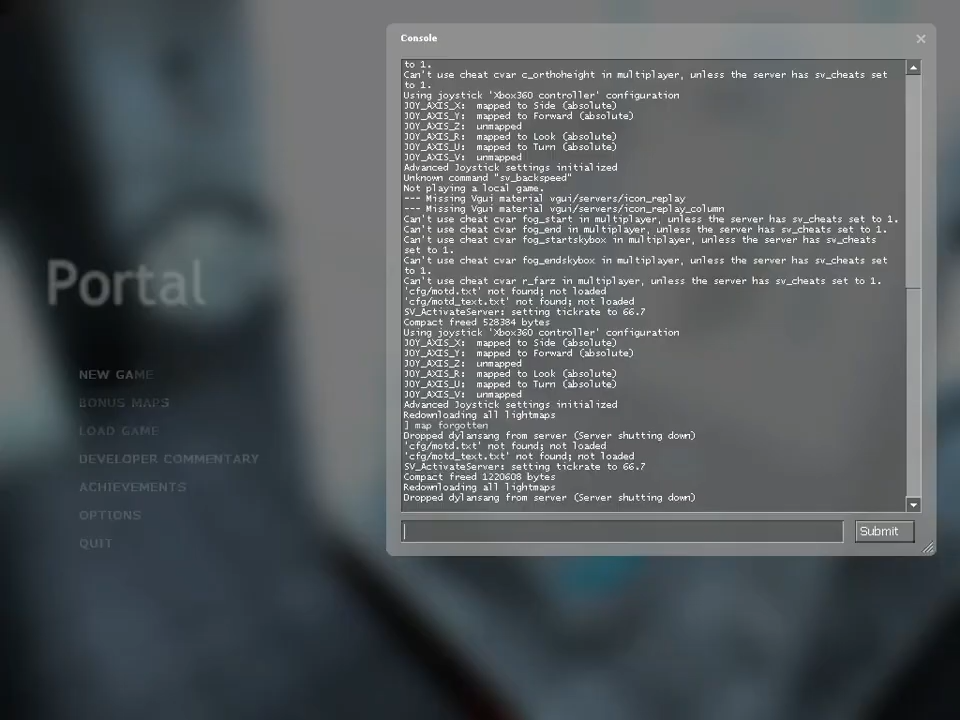 Console
to 1.
Can't use cheat cvar c_orthoheight in multiplayer, unless the server has sv_cheats set
to 1.
Using joystick 'Xbox360 controller' configuration
JOY_AXIS_X:  mapped to Side (absolute)
JOY_AXIS_Y:  mapped to Forward (absolute)
JOY_AXIS_Z:  unmapped
JOY_AXIS_R:  mapped to Look (absolute)
JOY_AXIS_U:  mapped to Turn (absolute)
JOY_AXIS_V:  unmapped
Advanced Joystick settings initialized
Unknown command "sv_backspeed"
Not playing a local game.
--- Missing Vgui material vgui/servers/icon_replay
--- Missing Vgui material vgui/servers/icon_replay_column
Can't use cheat cvar fog_start in multiplayer, unless the server has sv_cheats set to 1.
Can't use cheat cvar fog_end in multiplayer, unless the server has sv_cheats set to 1.
Can't use cheat cvar fog_startskybox in multiplayer, unless the server has sv_cheats
set to 1.
Can't use cheat cvar fog_endskybox in multiplayer, unless the server has sv_cheats set
to 1.
Can't use cheat cvar r_farz in multiplayer, unless the server has sv_cheats set to 1.
'cfg/motd.txt' not found; not loaded
'cfg/motd_text.txt' not found; not loaded
SV_ActivateServer: setting tickrate to 66.7
Compact freed 528384 bytes
Using joystick 'Xbox360 controller' configuration
JOY_AXIS_X:  mapped to Side (absolute)
JOY_AXIS_Y:  mapped to Forward (absolute)
JOY_AXIS_Z:  unmapped
JOY_AXIS_R:  mapped to Look (absolute)
JOY_AXIS_U:  mapped to Turn (absolute)
JOY_AXIS_V:  unmapped
Advanced Joystick settings initialized
Redownloading all lightmaps
] map forgotten
Dropped dylansang from server (Server shutting down)
'cfg/motd.txt' not found; not loaded
'cfg/motd_text.txt' not found; not loaded
SV_ActivateServer: setting tickrate to 66.7
Compact freed 1220608 bytes
Redownloading all lightmaps
Dropped dylansang from server (Server shutting down)
Submit
Portal
NEW GAME
BONUS MAPS
LOAD GAME
DEVELOPER COMMENTARY
ACHIEVEMENTS
OPTIONS
QUIT